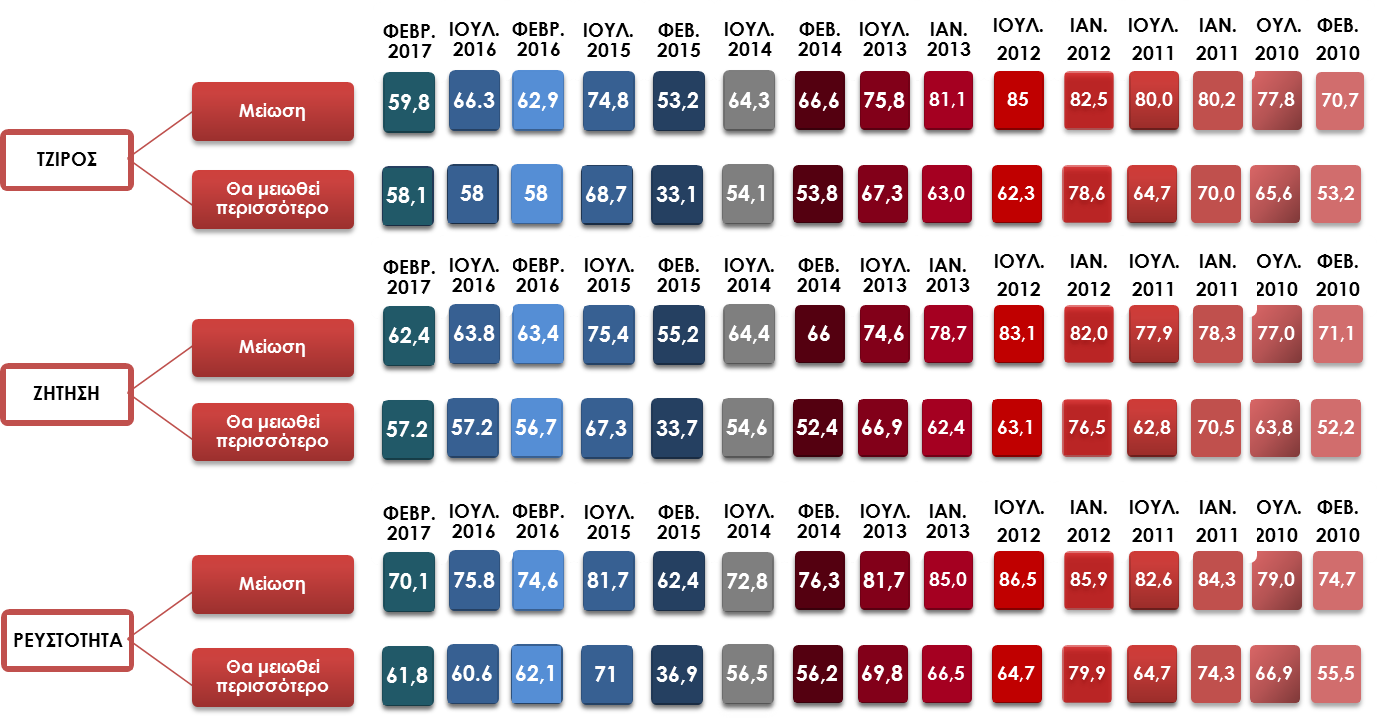 ΦΕΒΡ. ΙΟΥΛ. ΦΕΒΡ. ΙΟΥΛ. ΦΕΒ. ΙΟΥΛ. ΦΕΒ. ΙΟΥΛ. ΙΑΝ. ΙΟΥΛ. ΙΑΝ. ΙΟΥΛ. ΙΑΝ. ΟΥΛ. ΦΕΒ.
2017 2016 2016 2015 2015 2014 2014 2013 2013 2012 2012 2011 2011 2010 2010
Μείωση 59,8 66.3 62,9 74,8 53,2 64,3 66,6 75,8 81,1 85 82,5 80,0 80,2 77,8 70,7
ΤΖΙΡΟΣ
Θα μειωθεί
περισσότερο
58,1 58 58 68,7 33,1 54,1 53,8 67,3 63,0 62,3 78,6 64,7 70,0 65,6 53,2
ΦΕΒΡ. ΙΟΥΛ. ΦΕΒΡ. ΙΟΥΛ. ΦΕΒ. ΙΟΥΛ. ΦΕΒ. ΙΟΥΛ. ΙΑΝ. ΙΟΥΛ. ΙΑΝ. ΙΟΥΛ. ΙΑΝ. ΟΥΛ. ΦΕΒ.
2017 2016 2016 2015 2015 2014 2014 2013 2013 2012 2012 2011 2011 2010 2010
Μείωση 62,4 63.8 63,4 75,4 55,2 64,4 66 74,6 78,7 83,1 82,0 77,9 78,3 77,0 71,1
ΖΗΤΗΣΗ
Θα μειωθεί
περισσότερο
57.2 57.2 56,7 67,3 33,7 54,6 52,4 66,9 62,4 63,1 76,5 62,8 70,5 63,8 52,2
ΦΕΒΡ. ΙΟΥΛ. ΦΕΒΡ. ΙΟΥΛ. ΦΕΒ. ΙΟΥΛ. ΦΕΒ. ΙΟΥΛ. ΙΑΝ. ΙΟΥΛ. ΙΑΝ. ΙΟΥΛ. ΙΑΝ. ΟΥΛ. ΦΕΒ.
2017 2016 2016 2015 2015 2014 2014 2013 2013 2012 2012 2011 2011 2010 2010
Μείωση 70,1 75.8 74,6 81,7 62,4 72,8 76,3 81,7 85,0 86,5 85,9 82,6 84,3 79,0 74,7
ΡΕΥΣΤΟΤΗΤΑ
Θα μειωθεί
περισσότερο
61,8 60.6 62,1 71 36,9 56,5 56,2 69,8 66,5 64,7 79,9 64,7 74,3 66,9 55,5